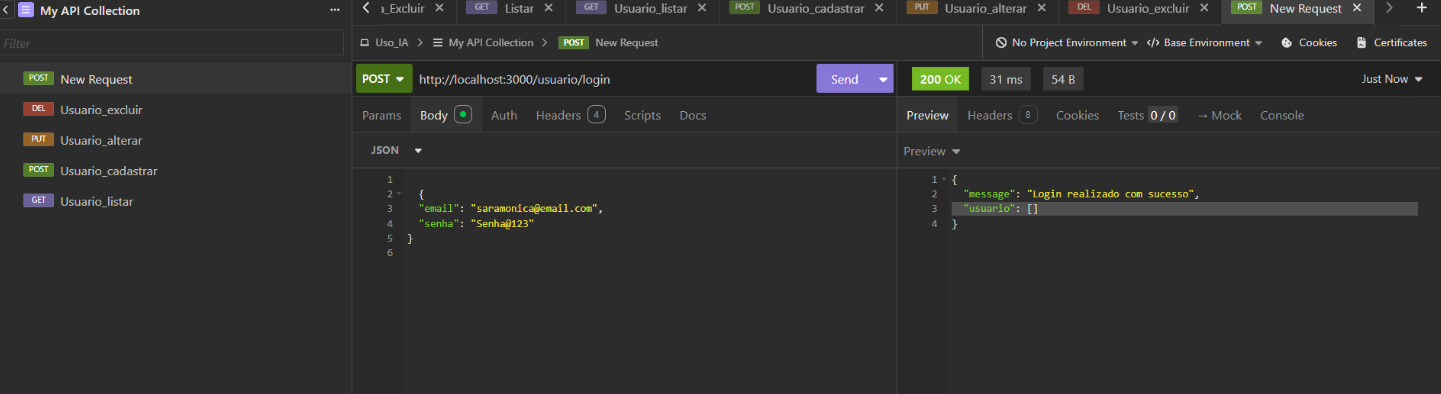 My API Collection
Filter
POST New Request
DEL Usuario_excluir
PUT Usuario_alterar
POST Usuario_cadastrar
GET Usuario_listar
a_Excluir GET Listar GET Usuario_listar POST Usuario_cadastrar PUT Usuario_alterar DEL Usuario_excluir POST New Request
Uso_IA My API Collection POST New Request
No Project Environment </> Base Environment Cookies Certificates
POST http://localhost:3000/usuario/login Send
Params Body Auth Headers 4 Scripts Docs
JSON
1
2 {
3 "email": "saramonica@email.com",
4 "senha": "Senha@123"
5 }
6
200 OK 31 ms 54 B Just Now
Preview Headers 8 Cookies Tests 0 / 0 → Mock Console
Preview
1 {
2 "message": "Login realizado com sucesso",
3 "usuario": []
4 }